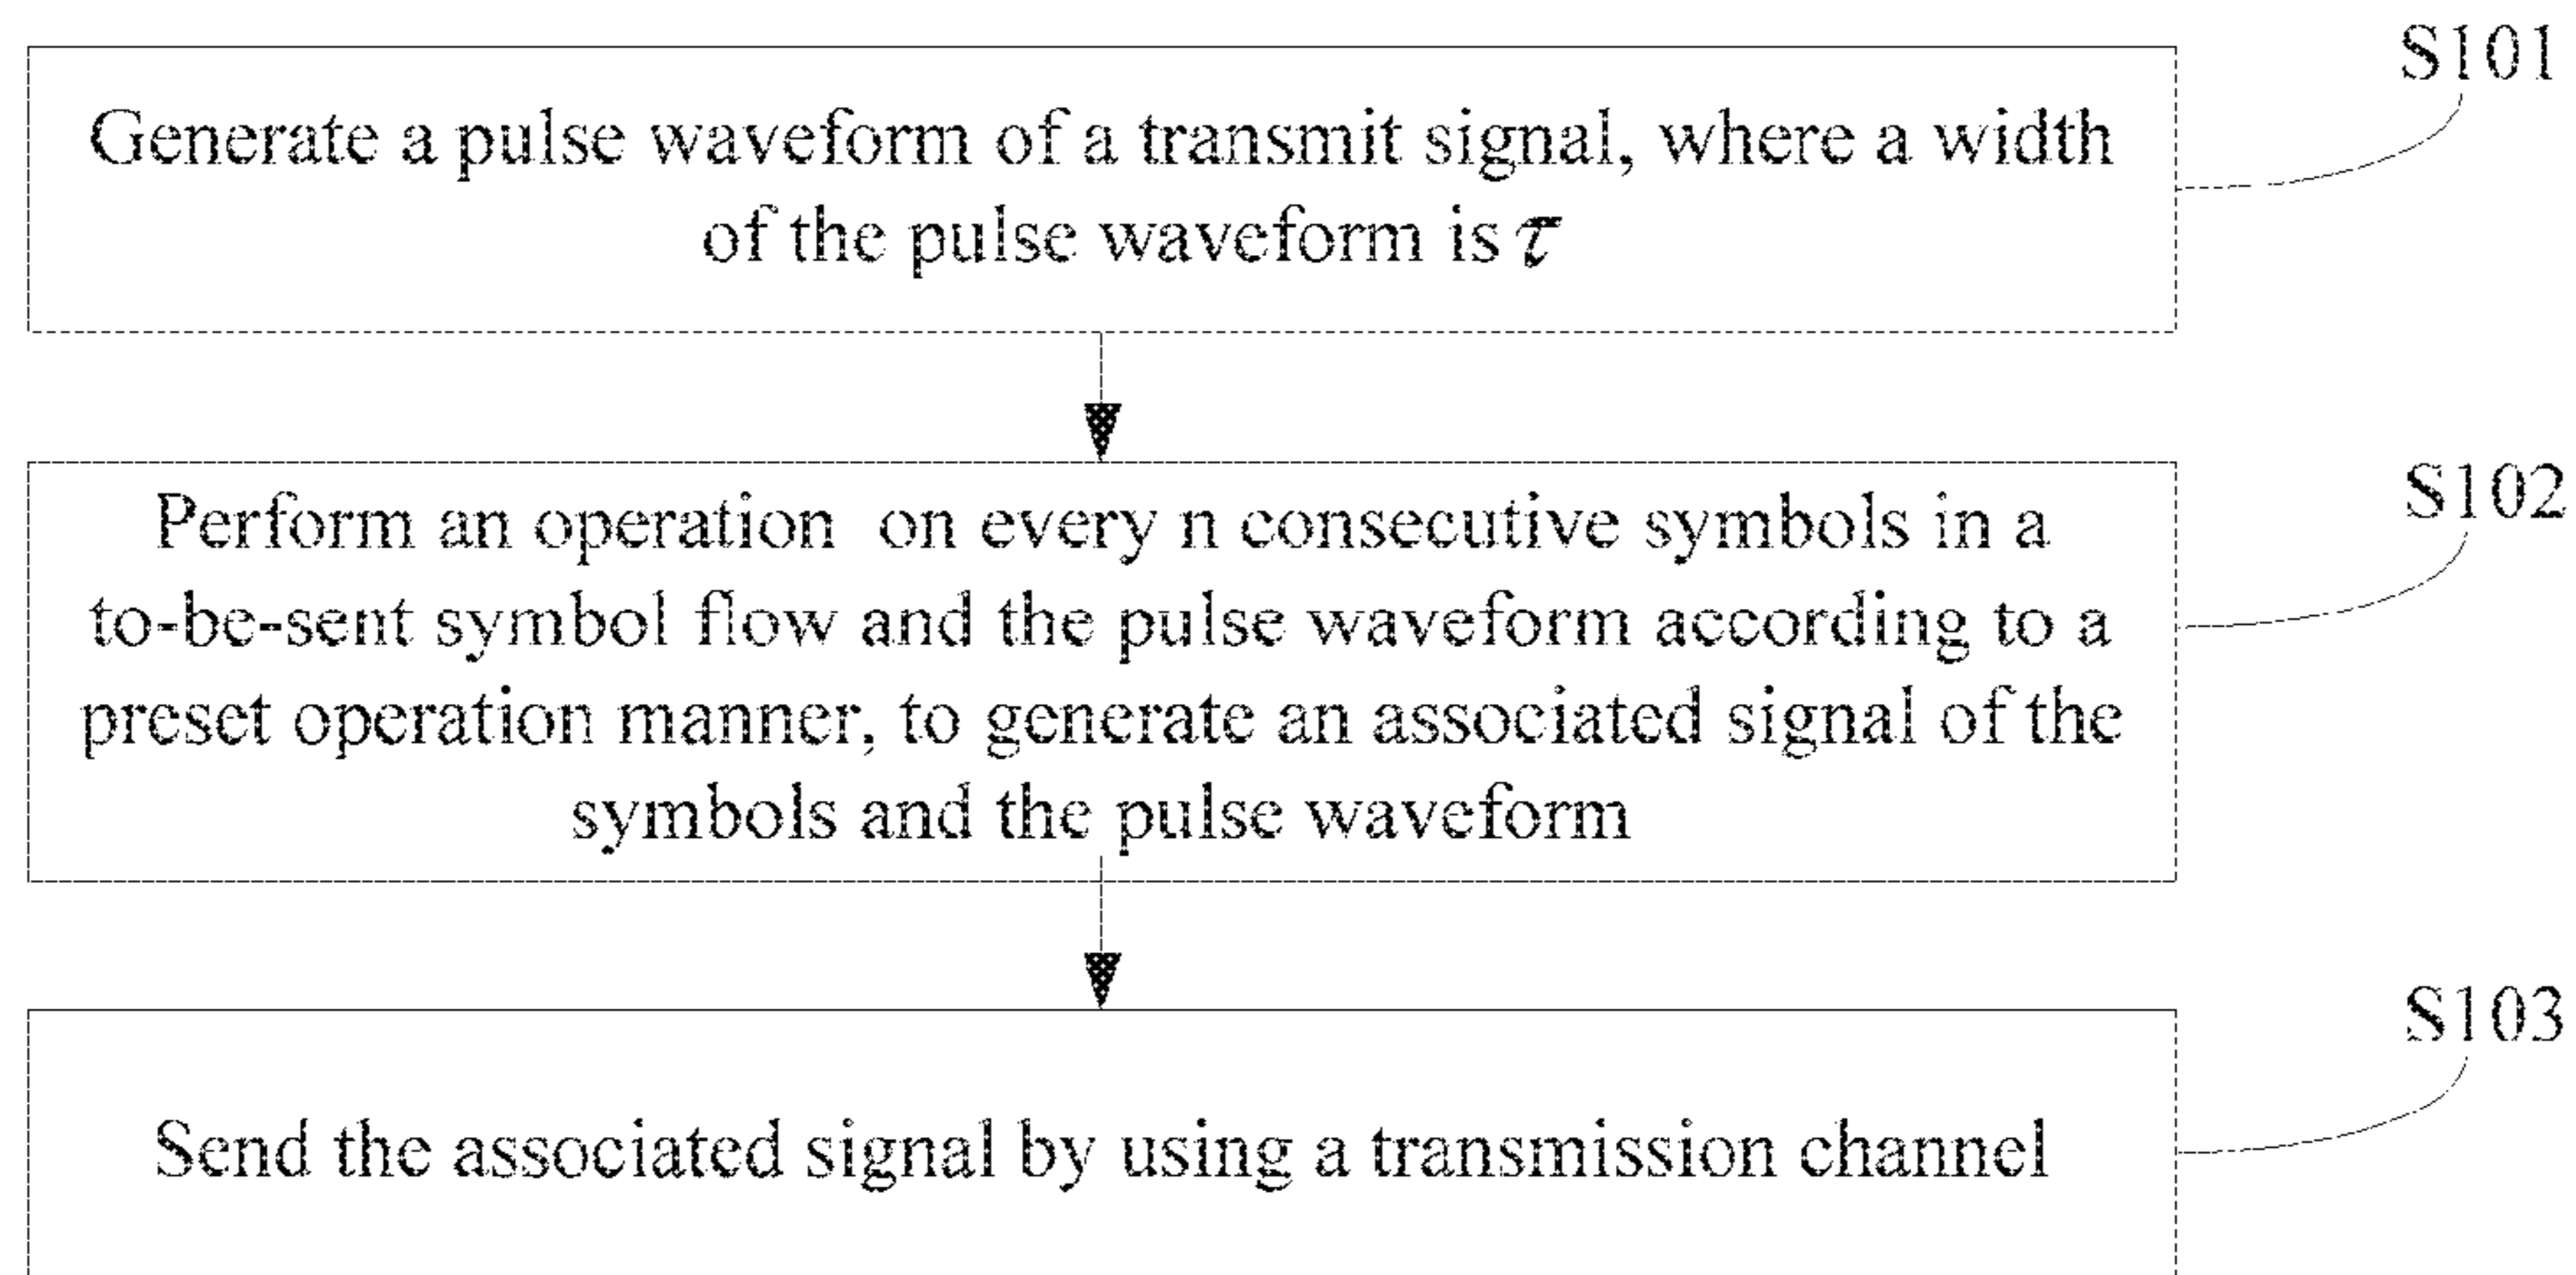 S101
Generate a pulse waveform of a transmit signal, where a width
of the pulse waveform is τ
S102
Perform an operation on every n consecutive symbols in a
to-be-sent symbol flow and the pulse waveform according to a
preset operation manner, to generate an associated signal of the
symbols and the pulse waveform
S103
Send the associated signal by using a transmission channel